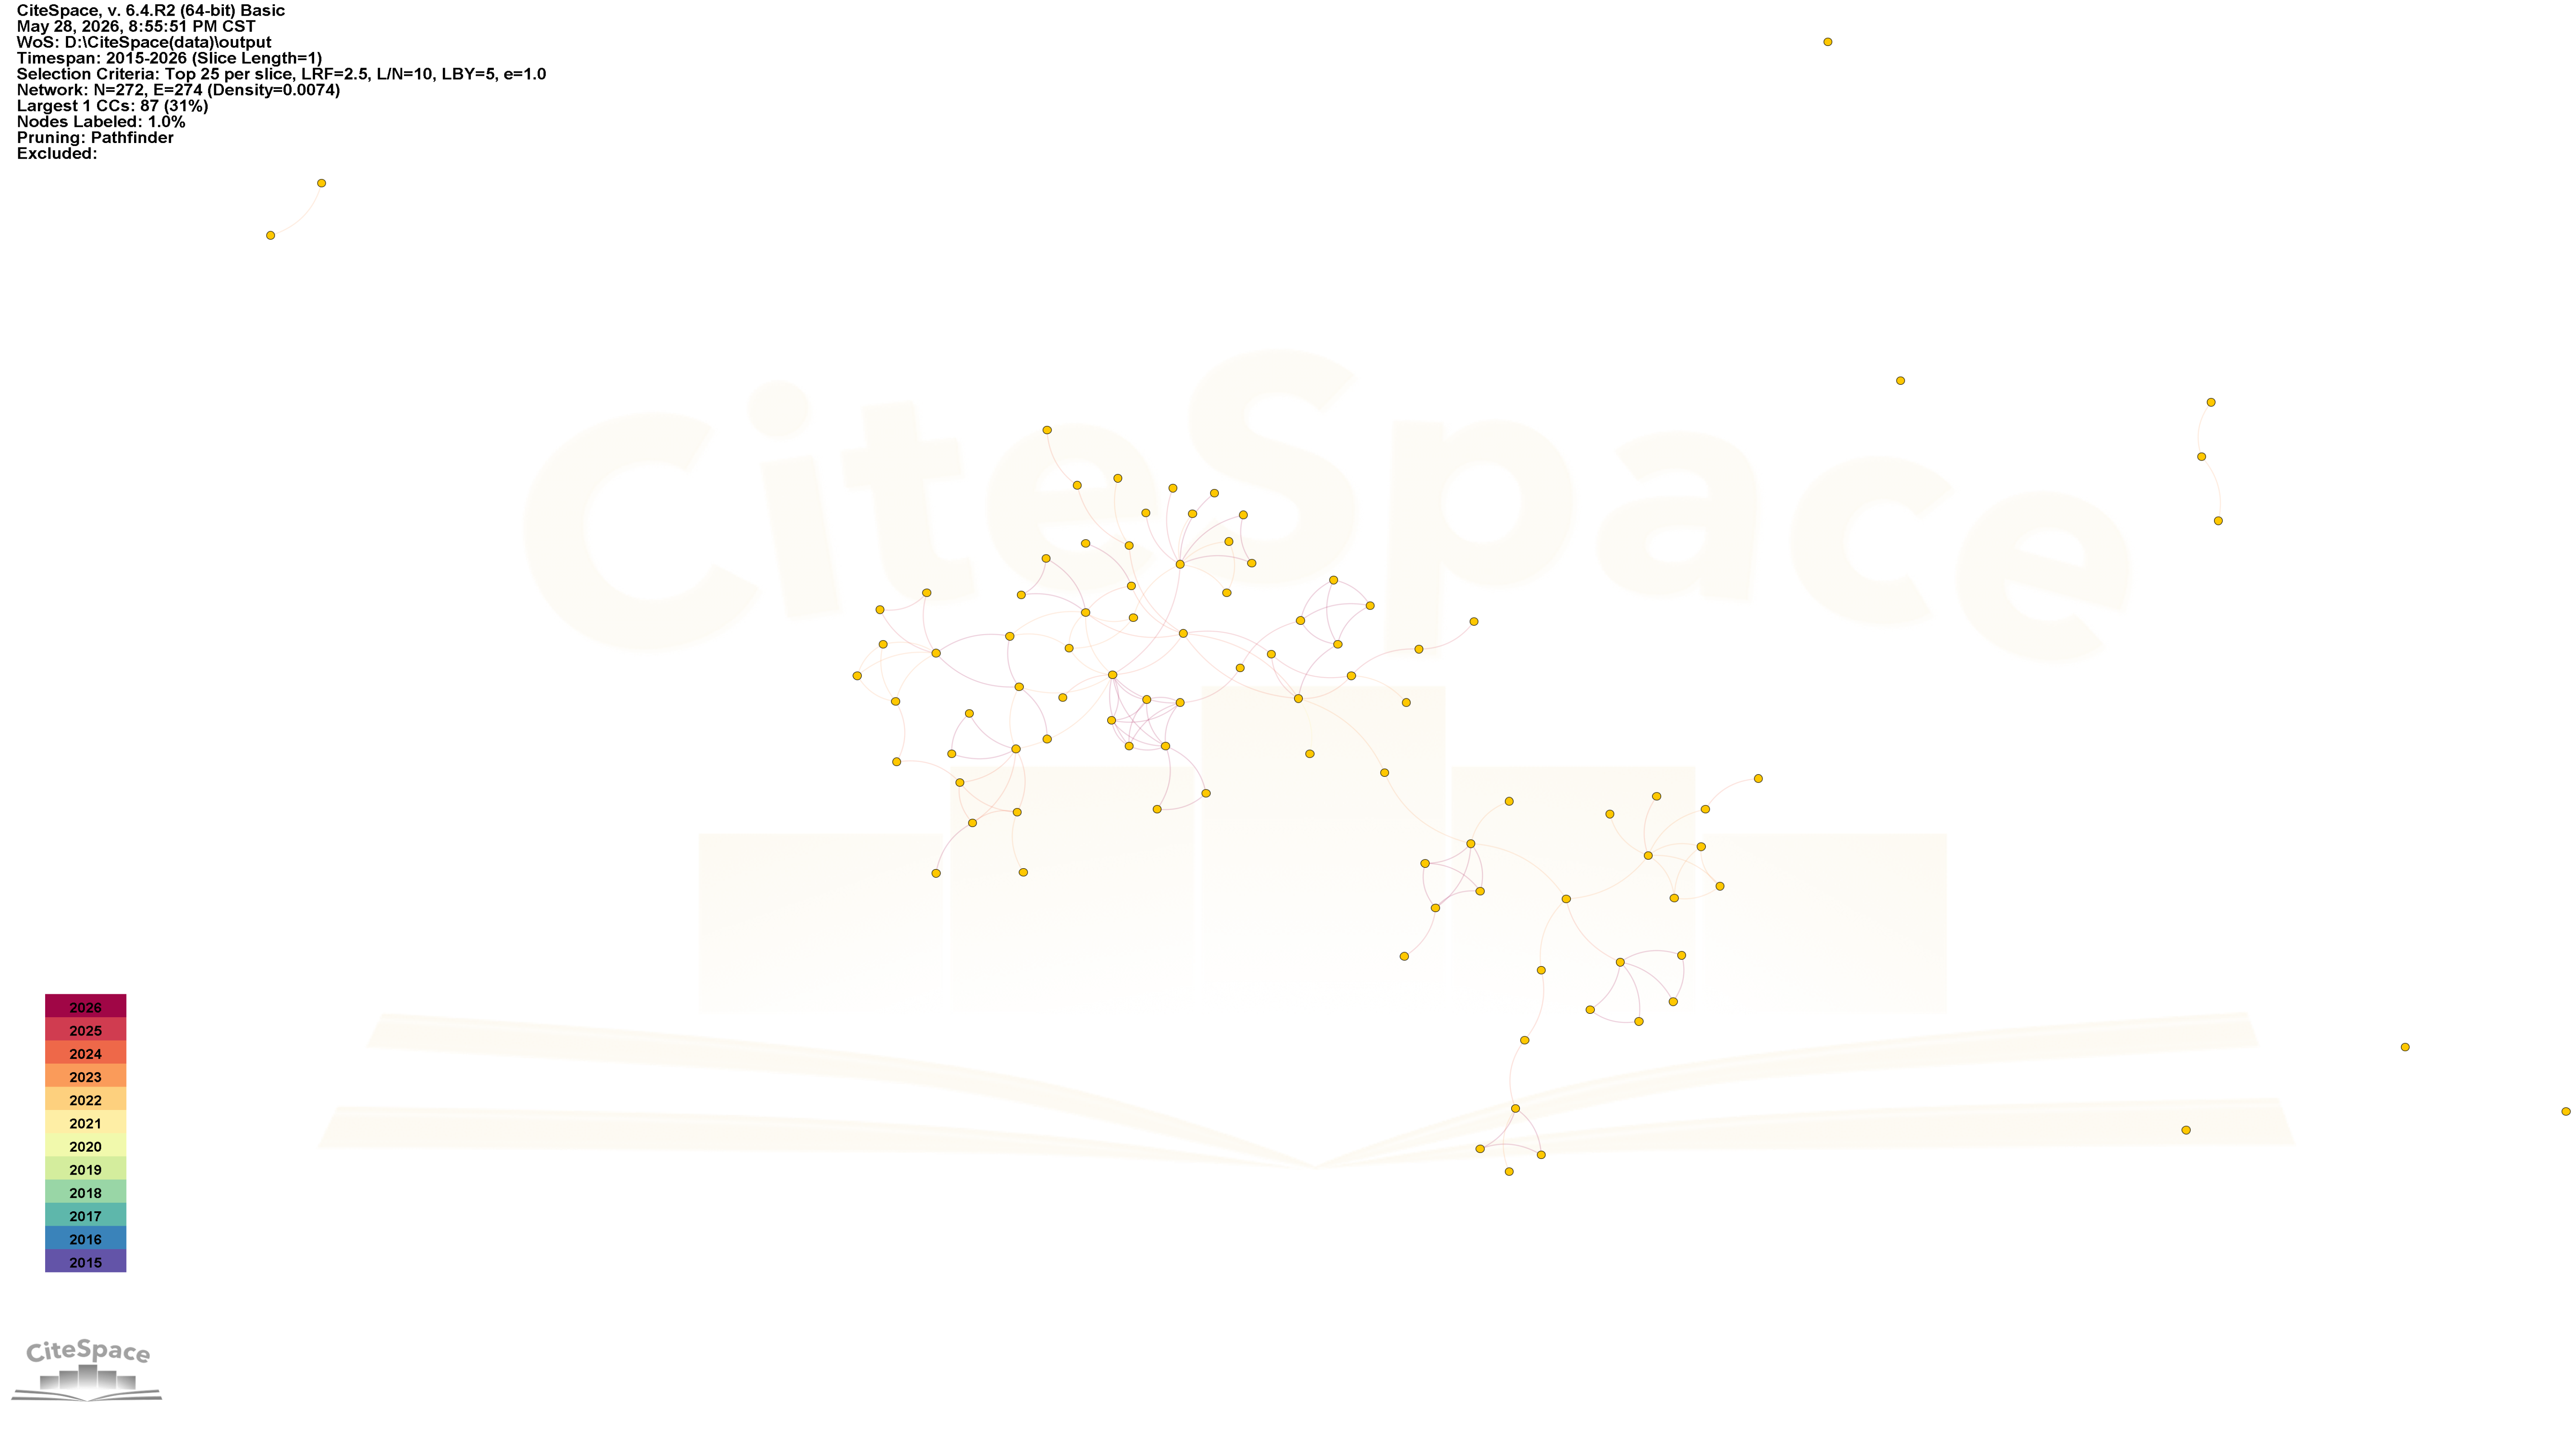 CiteSpace, v. 6.4.R2 (64-bit) Basic
May 28, 2026, 8:55:51 PM CST
WoS: D:\CiteSpace(data)\output
Timespan: 2015-2026 (Slice Length=1)
Selection Criteria: Top 25 per slice, LRF=2.5, L/N=10, LBY=5, e=1.0
Network: N=272, E=274 (Density=0.0074)
Largest 1 CCs: 87 (31%)
Nodes Labeled: 1.0%
Pruning: Pathfinder
Excluded:
CiteSpace
2026
2025
2024
2023
2022
2021
2020
2019
2018
2017
2016
2015
CiteSpace